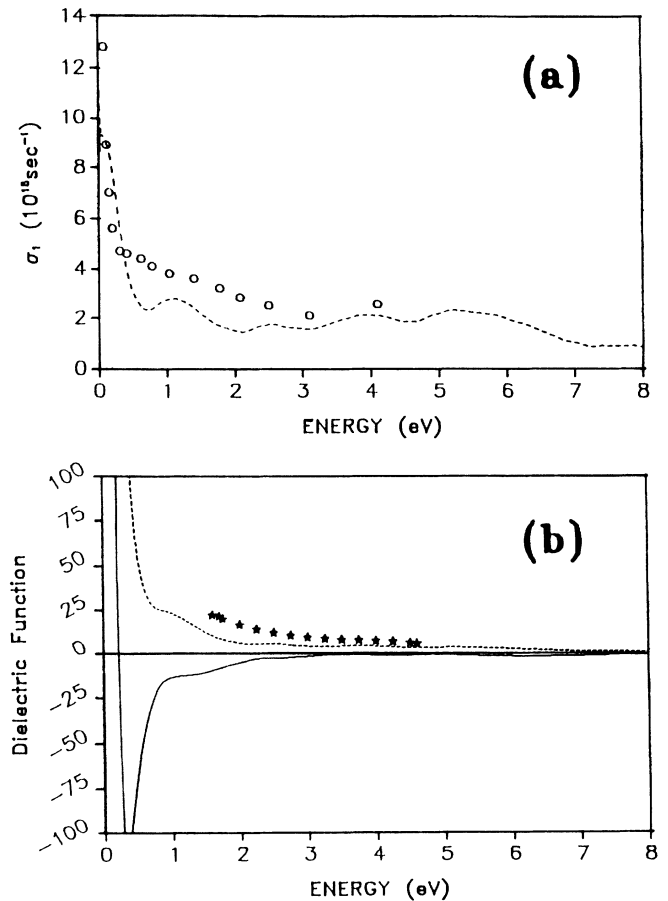 14
12
10
8
6
4
2
0
σ₁ (10¹⁵sec⁻¹)
(a)
0 1 2 3 4 5 6 7 8
ENERGY (eV)
100
75
50
25
0
−25
−50
−75
−100
Dielectric Function
(b)
0 1 2 3 4 5 6 7 8
ENERGY (eV)